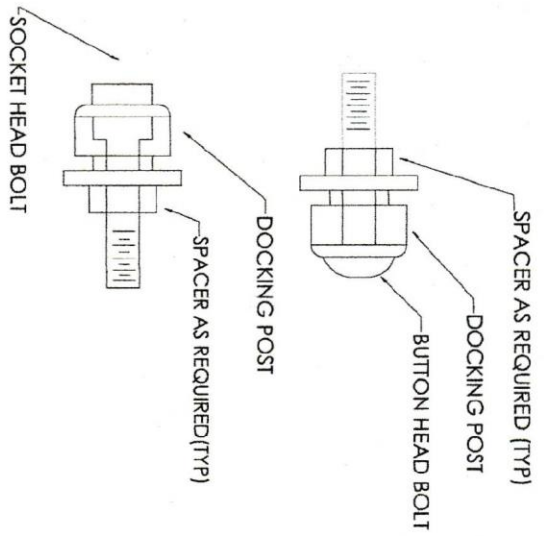 SPACER AS REQUIRED (TYP)
DOCKING POST
BUTTON HEAD BOLT
DOCKING POST
SPACER AS REQUIRED(TYP)
SOCKET HEAD BOLT